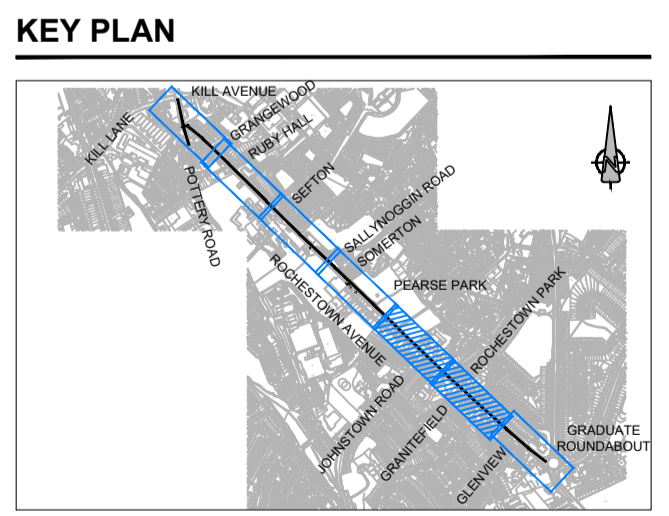 KEY PLAN
KILL AVENUE
GRANGEWOOD
KILL LANE
RUBY HALL
POTTERY ROAD
SEFTON
SALLYNOGGIN ROAD
SOMERTON
ROCHESTOWN AVENUE
PEARSE PARK
ROCHESTOWN PARK
JOHNSTOWN ROAD
GRANITEFIELD
GLENVIEW
GRADUATE
ROUNDABOUT